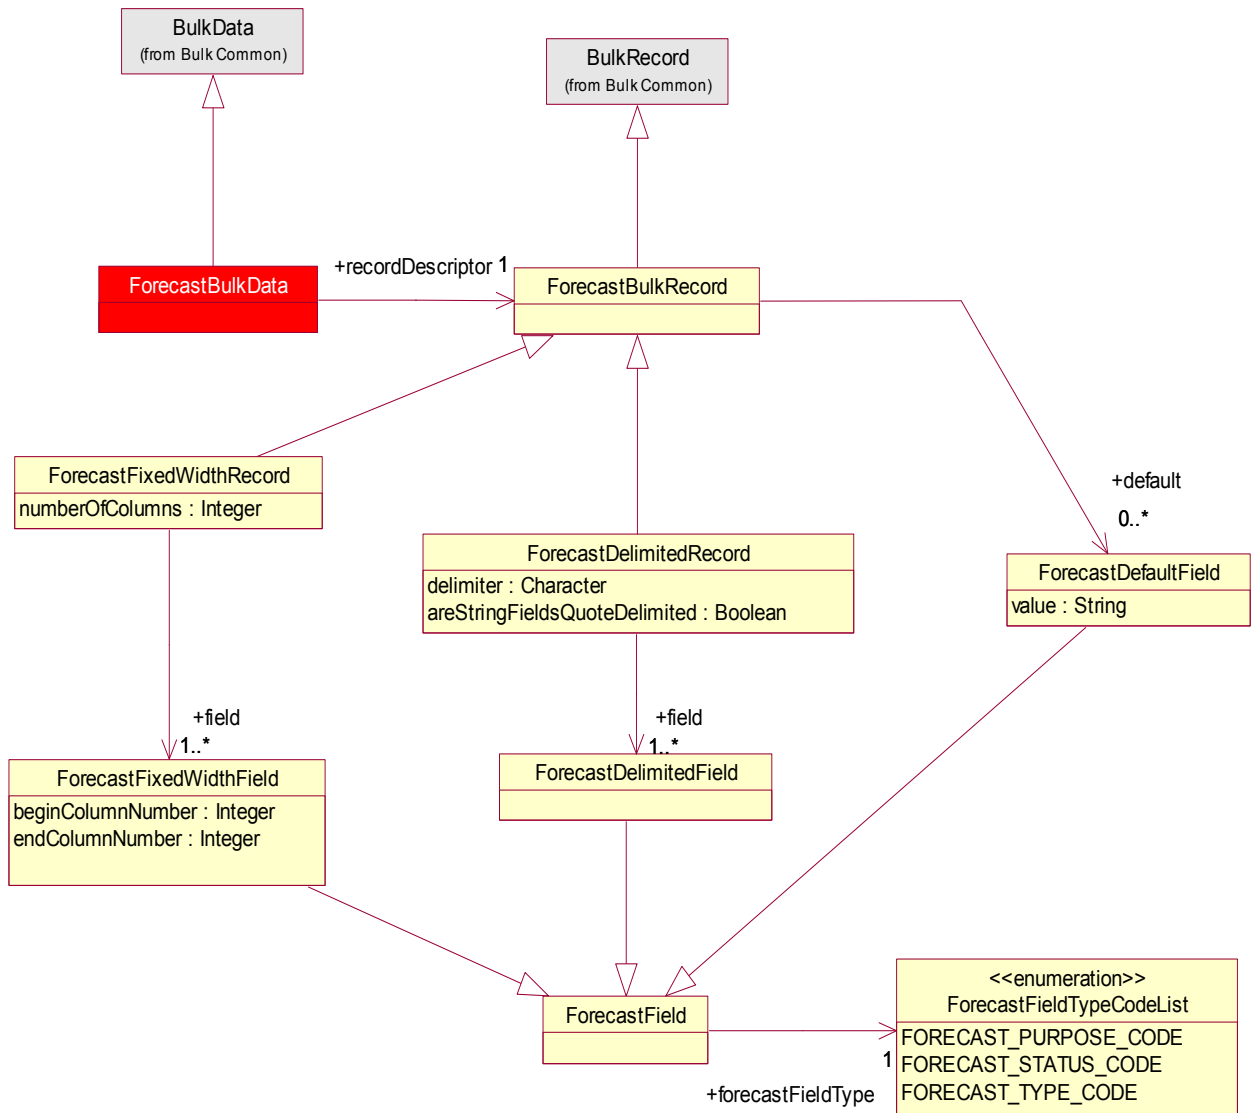 BulkData
(from Bulk Common)
BulkRecord
(from Bulk Common)
ForecastBulkData
+recordDescriptor 1
ForecastBulkRecord
ForecastFixedWidthRecord
numberOfColumns : Integer
+default
0..*
ForecastDelimitedRecord
delimiter : Character
areStringFieldsQuoteDelimited : Boolean
ForecastDefaultField
value : String
+field
1..*
+field
1..*
ForecastFixedWidthField
beginColumnNumber : Integer
endColumnNumber : Integer
ForecastDelimitedField
ForecastField
<<enumeration>>
ForecastFieldTypeCodeList
FORECAST_PURPOSE_CODE
FORECAST_STATUS_CODE
FORECAST_TYPE_CODE
1
+forecastFieldType